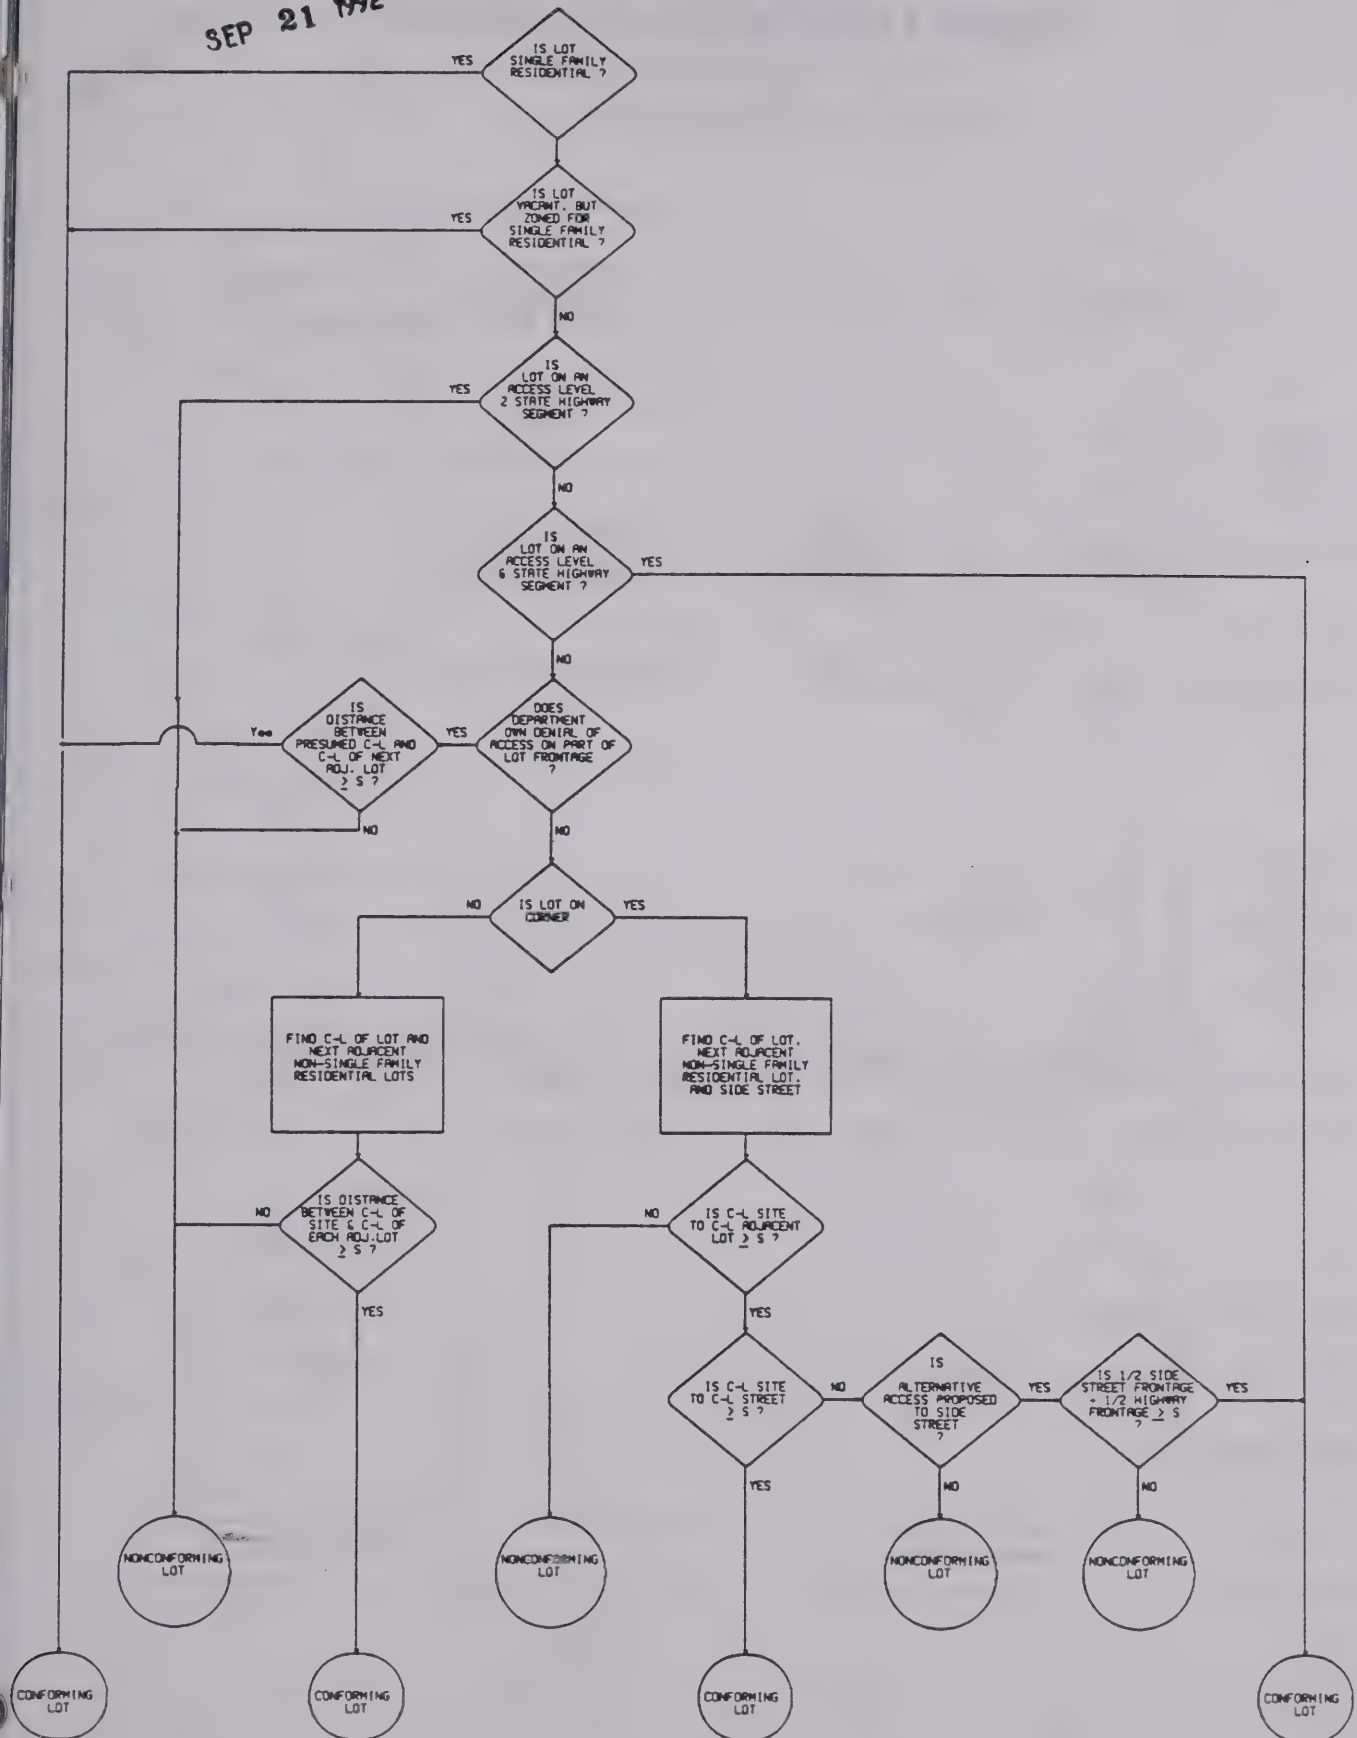 SEP 21 1992
IS LOT
SINGLE FAMILY
RESIDENTIAL ?
YES
IS LOT
VACANT, BUT
ZONED FOR
SINGLE FAMILY
RESIDENTIAL ?
YES
NO
IS
LOT ON AN
ACCESS LEVEL
2 STATE HIGHWAY
SEGMENT ?
YES
NO
IS
LOT ON AN
ACCESS LEVEL
6 STATE HIGHWAY
SEGMENT ?
YES
NO
DOES
DEPARTMENT
OWN DENIAL OF
ACCESS ON PART OF
LOT FRONTAGE
?
YES
NO
IS
DISTANCE
BETWEEN
PRESUMED C-L AND
C-L OF NEXT
ADJ. LOT
≥ S ?
Yes
NO
IS LOT ON
CORNER
NO
YES
FIND C-L OF LOT AND
NEXT ADJACENT
NON-SINGLE FAMILY
RESIDENTIAL LOTS
FIND C-L OF LOT,
NEXT ADJACENT
NON-SINGLE FAMILY
RESIDENTIAL LOT,
AND SIDE STREET
IS DISTANCE
BETWEEN C-L OF
SITE & C-L OF
EACH ADJ.LOT
≥ S ?
NO
YES
IS C-L SITE
TO C-L ADJACENT
LOT ≥ S ?
NO
YES
IS C-L SITE
TO C-L STREET
≥ S ?
NO
YES
IS
ALTERNATIVE
ACCESS PROPOSED
TO SIDE
STREET
?
YES
NO
IS 1/2 SIDE
STREET FRONTAGE
+ 1/2 HIGHWAY
FRONTAGE ≥ S
?
YES
NO
NONCONFORMING
LOT
NONCONFORMING
LOT
NONCONFORMING
LOT
NONCONFORMING
LOT
CONFORMING
LOT
CONFORMING
LOT
CONFORMING
LOT
CONFORMING
LOT